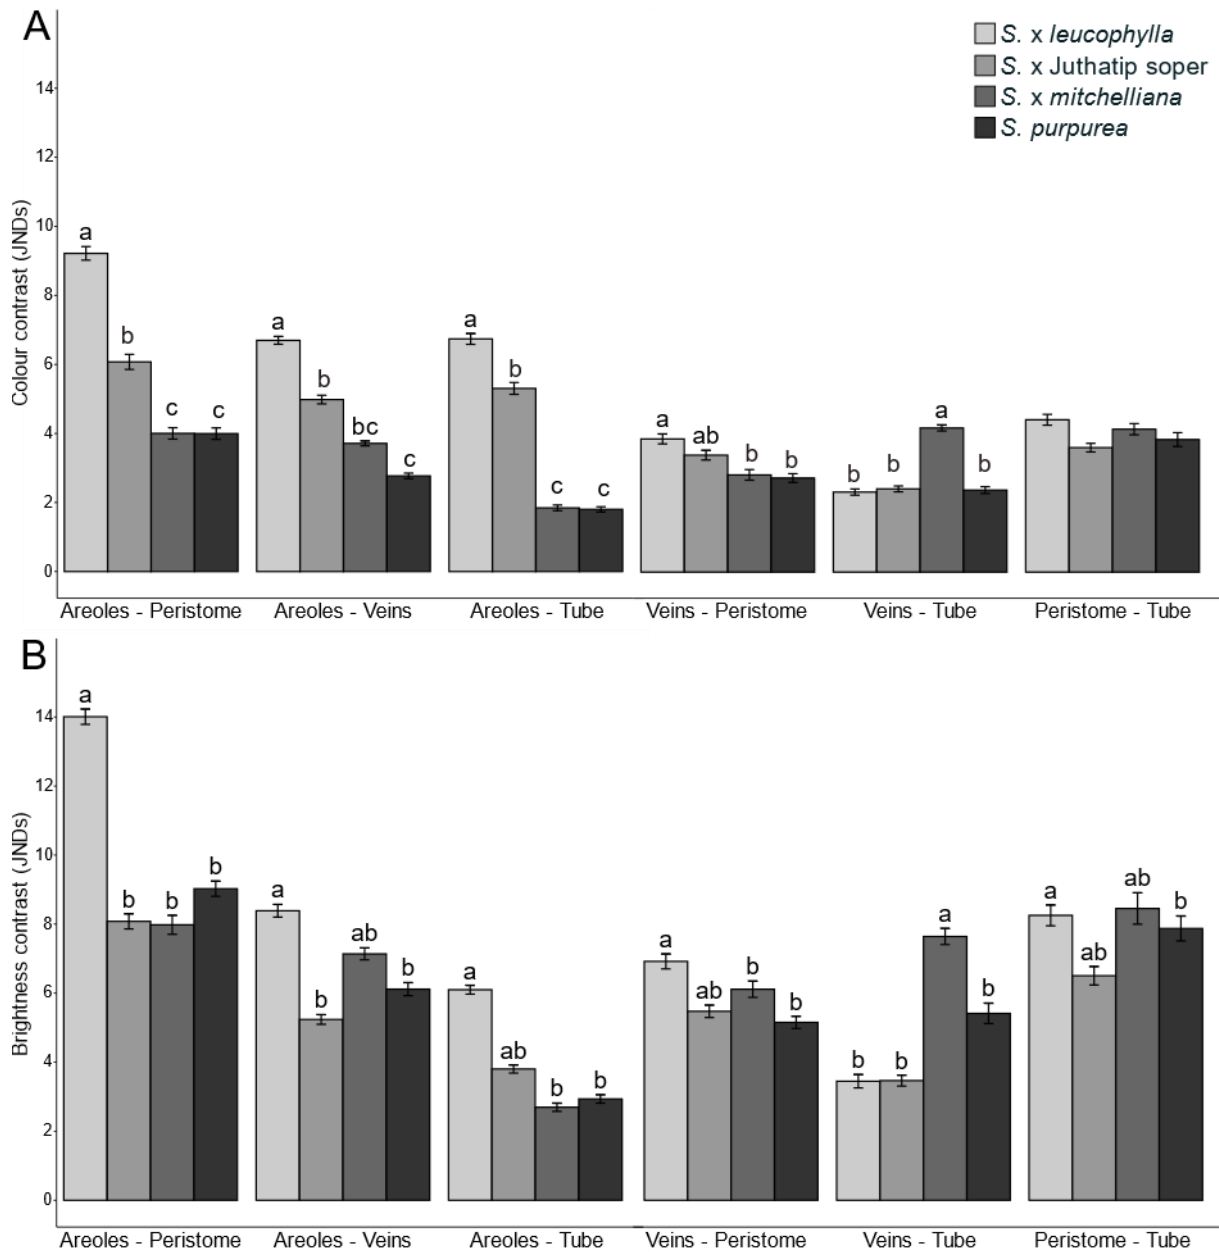 A
S. x leucophylla
S. x Juthatip soper
S. x mitchelliana
S. purpurea
Colour contrast (JNDs)
14
12
10
8
6
4
2
0
a b c c
a b bc c
a b c c
a ab b b
b b a b
Areoles - Peristome Areoles - Veins Areoles - Tube Veins - Peristome Veins - Tube Peristome - Tube
B
Brightness contrast (JNDs)
14
12
10
8
6
4
2
0
a b b b
a b ab b
a ab b b
a ab b b
b b a b
a ab ab b
Areoles - Peristome Areoles - Veins Areoles - Tube Veins - Peristome Veins - Tube Peristome - Tube